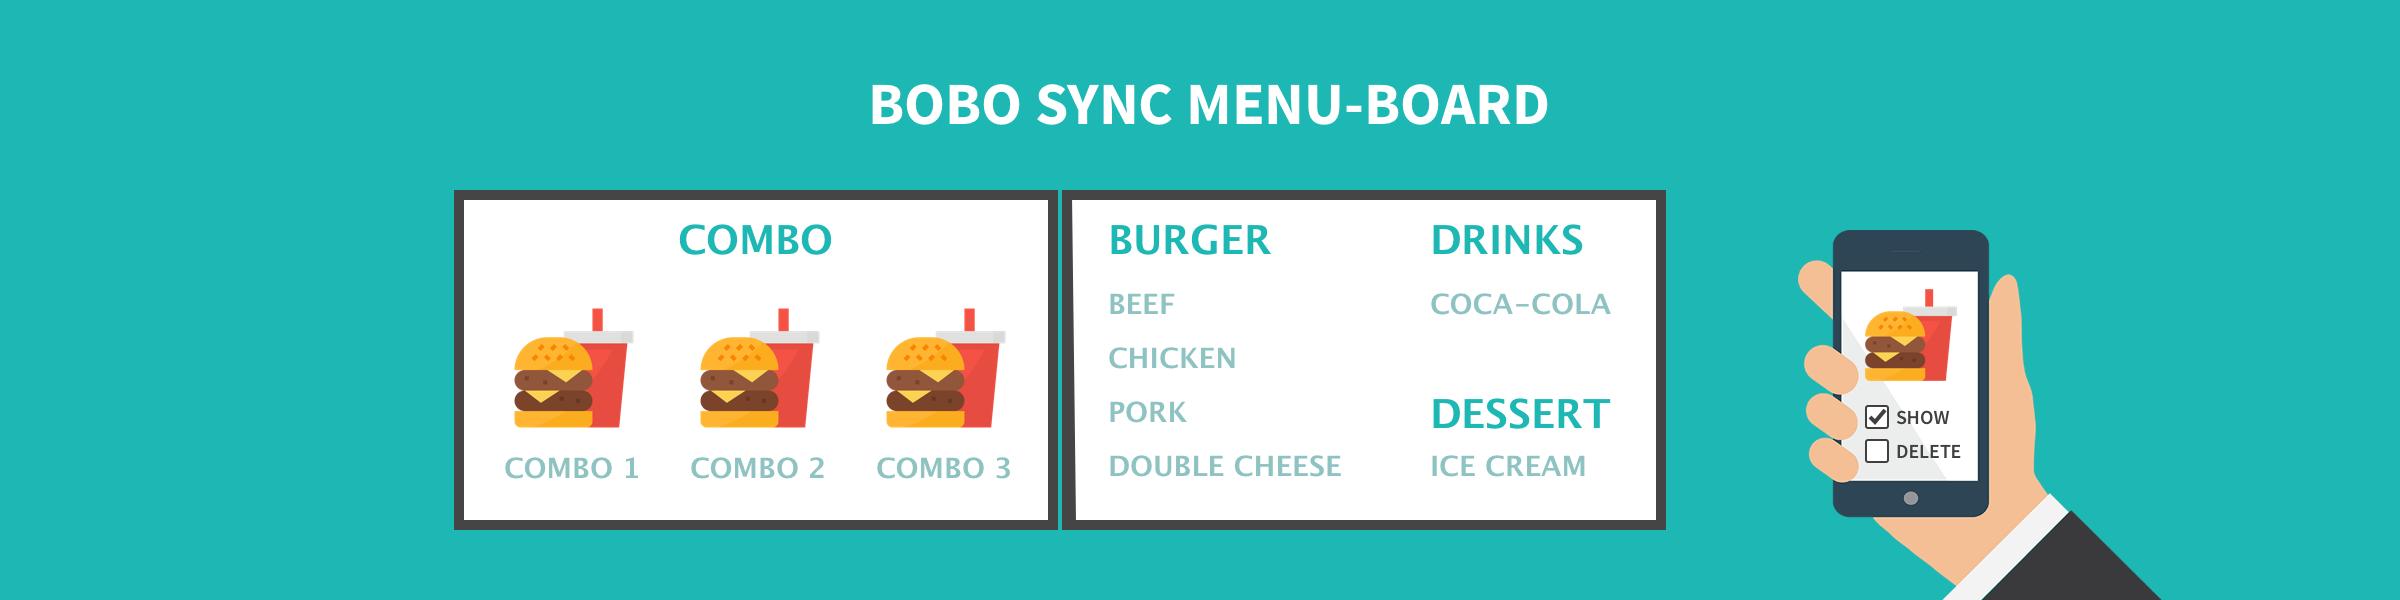 BOBO SYNC MENU-BOARD
COMBO
COMBO 1
COMBO 2
COMBO 3
BURGER
BEEF
CHICKEN
PORK
DOUBLE CHEESE
DRINKS
COCA-COLA
DESSERT
ICE CREAM
SHOW
DELETE